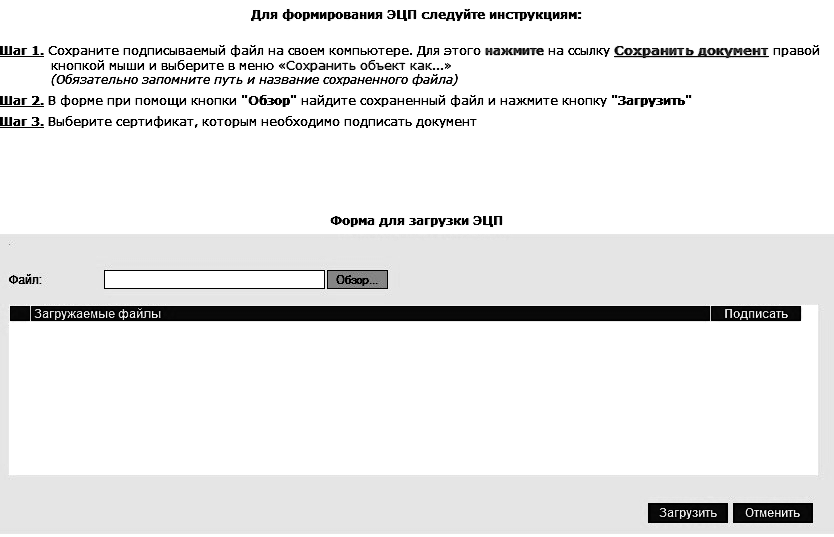 Для формирования ЭЦП следуйте инструкциям:
Шаг 1. Сохраните подписываемый файл на своем компьютере. Для этого нажмите на ссылку Сохранить документ правой
кнопкой мыши и выберите в меню «Сохранить объект как...»
(Обязательно запомните путь и название сохраненного файла)
Шаг 2. В форме при помощи кнопки "Обзор" найдите сохраненный файл и нажмите кнопку "Загрузить"
Шаг 3. Выберите сертификат, которым необходимо подписать документ
Форма для загрузки ЭЦП
Файл: Обзор...
Загружаемые файлы Подписать
Загрузить Отменить